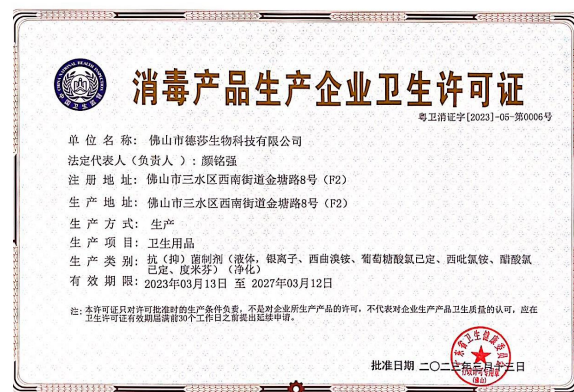 消毒产品生产企业卫生许可证
粤卫消证字[2023]-05-第0006号
单 位 名 称: 佛山市德莎生物科技有限公司
法定代表人（负责人）: 颜铭强
注 册 地 址: 佛山市三水区西南街道金塘路8号（F2）
生 产 地 址: 佛山市三水区西南街道金塘路8号（F2）
生 产 方 式: 生产
生 产 项 目: 卫生用品
生 产 类 别: 抗（抑）菌制剂（液体，银离子、西曲溴铵、葡萄糖酸氯已定、西吡氯铵、醋酸氯
已定、度米芬）（净化）
有 效 期 限: 2023年03月13日 至 2027年03月12日
注: 本许可证只对许可批准时的生产条件负责，不是对企业所生产产品的许可，不代表对企业生产产品卫生质量的认可，应在
卫生许可证有效期届满前30个工作日之前提出延续申请。
批准日期 二〇二三年三月十三日